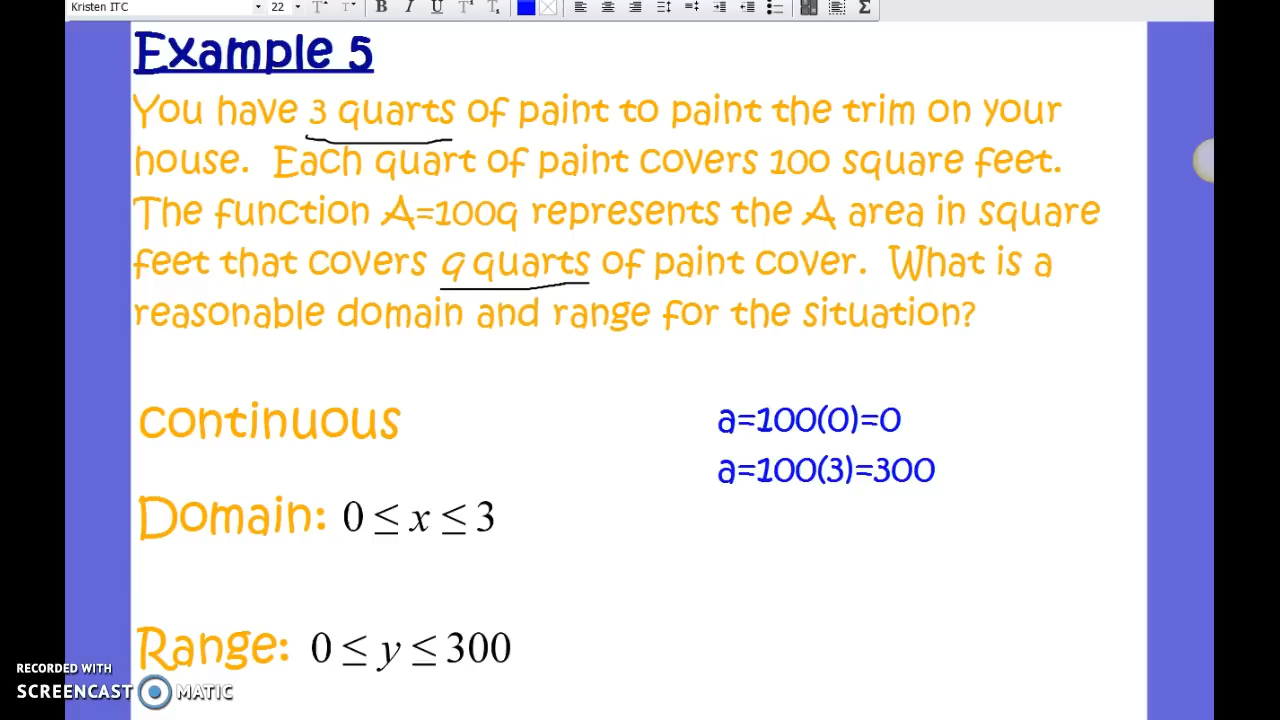 Kristen ITC 22 B I U Σ
Example 5
You have 3 quarts of paint to paint the trim on your
house. Each quart of paint covers 100 square feet.
The function A=100q represents the A area in square
feet that covers q quarts of paint cover. What is a
reasonable domain and range for the situation?
continuous
a=100(0)=0
a=100(3)=300
Domain: 0 ≤ x ≤ 3
Range: 0 ≤ y ≤ 300
RECORDED WITH
SCREENCAST MATIC